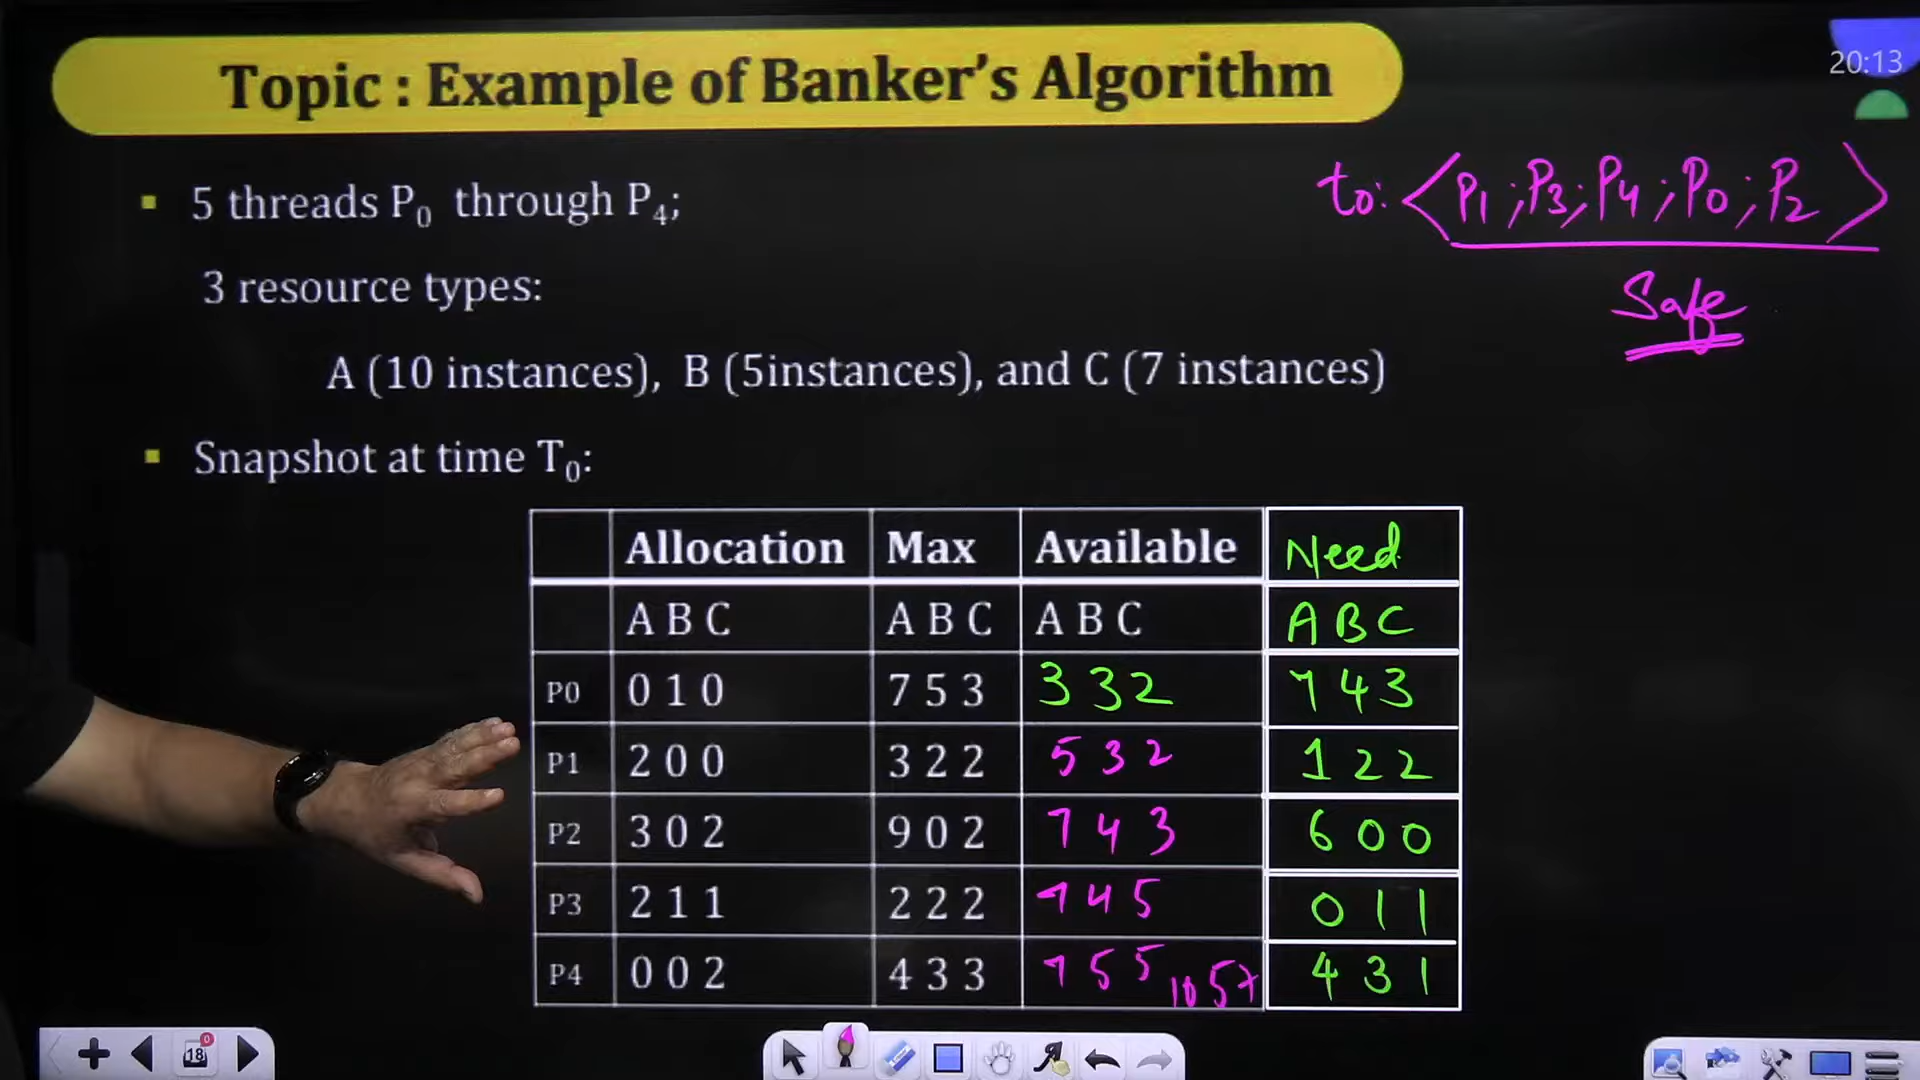 20:13
Topic : Example of Banker's Algorithm
to: <P1 ; P3 ; P4 ; P0 ; P2>
Safe
▪ 5 threads P₀ through P₄;
3 resource types:
A (10 instances), B (5instances), and C (7 instances)
▪ Snapshot at time T₀:
Allocation Max Available Need
A B C A B C A B C A B C
P0 0 1 0 7 5 3 3 3 2 7 4 3
P1 2 0 0 3 2 2 5 3 2 1 2 2
P2 3 0 2 9 0 2 7 4 3 6 0 0
P3 2 1 1 2 2 2 7 4 5 0 1 1
P4 0 0 2 4 3 3 7 5 5 10 5 7 4 3 1
18
0